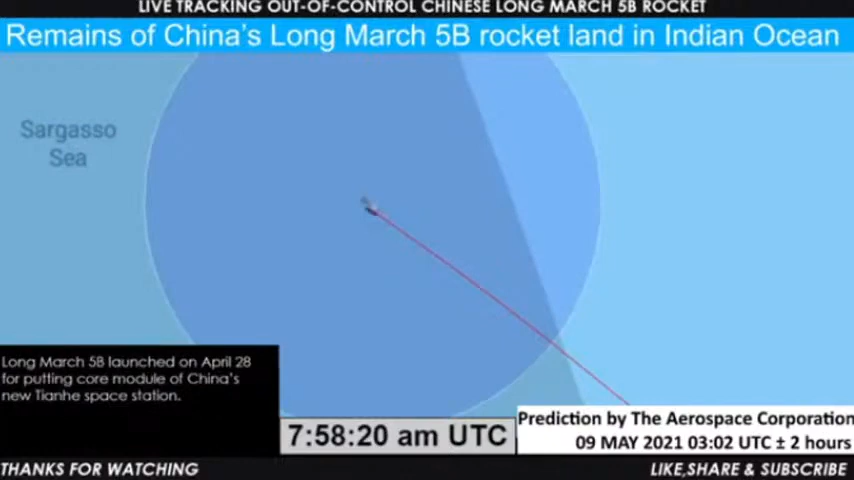 LIVE TRACKING OUT-OF-CONTROL CHINESE LONG MARCH 5B ROCKET
Remains of China's Long March 5B rocket land in Indian Ocean
Sargasso
Sea
Long March 5B launched on April 28
for putting core module of China's
new Tianhe space station.
7:58:20 am UTC
Prediction by The Aerospace Corporation
09 MAY 2021 03:02 UTC ± 2 hours
THANKS FOR WATCHING
LIKE,SHARE & SUBSCRIBE